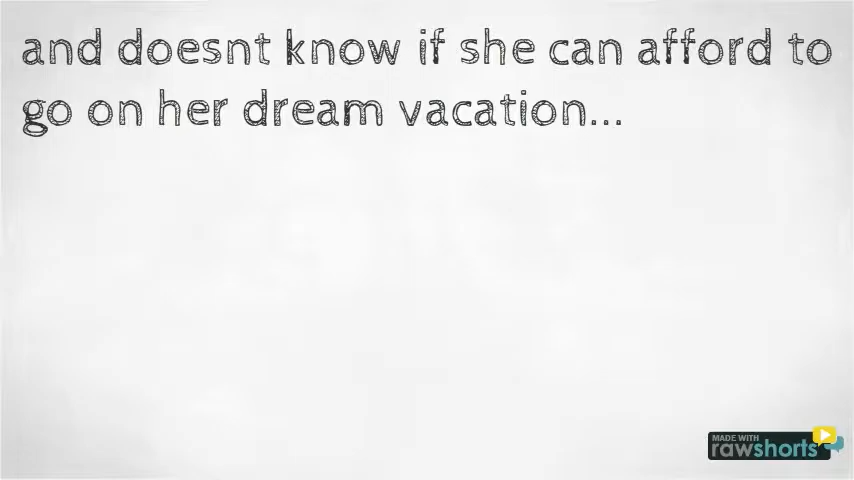 and doesnt know if she can afford to
go on her dream vacation...
MADE WITH
rawshorts